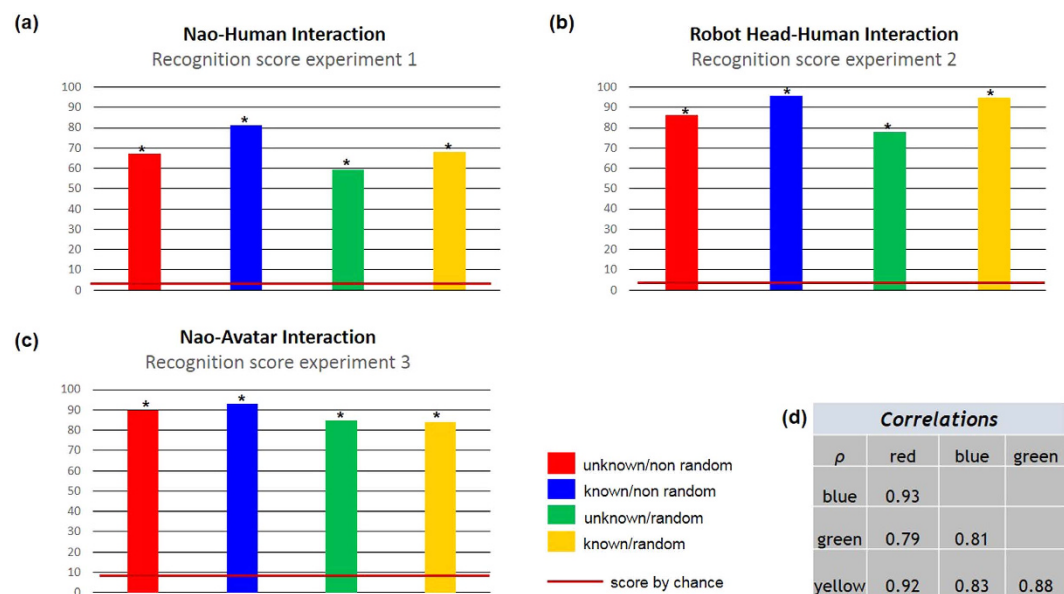 (a)
Nao-Human Interaction
Recognition score experiment 1
100
90
80
70
60
50
40
30
20
10
0
*
*
*
*
(b)
Robot Head-Human Interaction
Recognition score experiment 2
100
90
80
70
60
50
40
30
20
10
0
*
*
*
*
(c)
Nao-Avatar Interaction
Recognition score experiment 3
100
90
80
70
60
50
40
30
20
10
0
*
*
*
*
unknown/non random
known/non random
unknown/random
known/random
score by chance
(d)
Correlations
ρ red blue green
blue 0.93
green 0.79 0.81
yellow 0.92 0.83 0.88